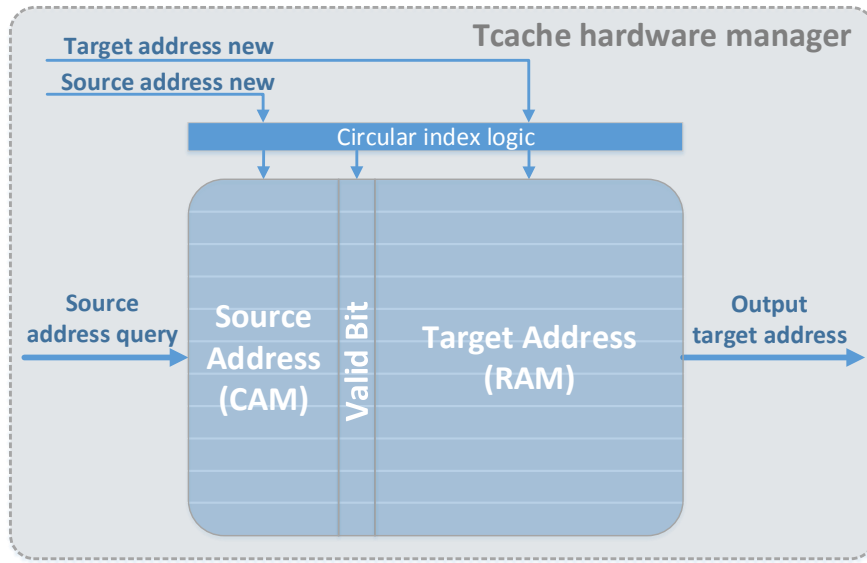 Tcache hardware manager
Target address new
Source address new
Circular index logic
Source
address query
Source
Address
(CAM)
Valid Bit
Target Address
(RAM)
Output
target address